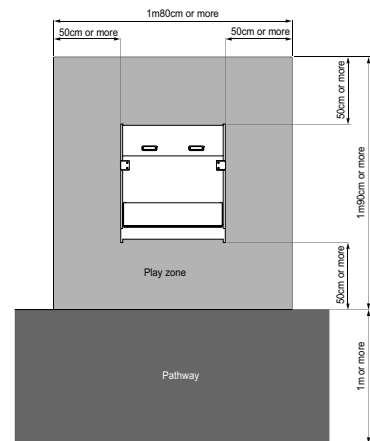 1m80cm or more
50cm or more
50cm or more
50cm or more
1m90cm or more
50cm or more
Play zone
1m or more
Pathway